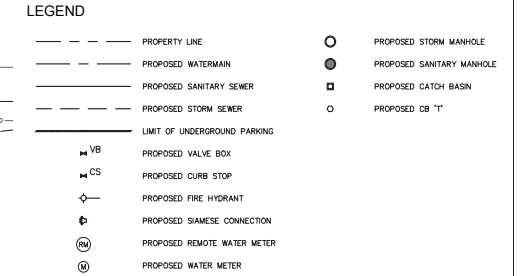 LEGEND
PROPERTY LINE
PROPOSED WATERMAIN
PROPOSED SANITARY SEWER
PROPOSED STORM SEWER
LIMIT OF UNDERGROUND PARKING
VB PROPOSED VALVE BOX
CS PROPOSED CURB STOP
PROPOSED FIRE HYDRANT
PROPOSED SIAMESE CONNECTION
RM PROPOSED REMOTE WATER METER
M PROPOSED WATER METER
PROPOSED STORM MANHOLE
PROPOSED SANITARY MANHOLE
PROPOSED CATCH BASIN
PROPOSED CB "T"